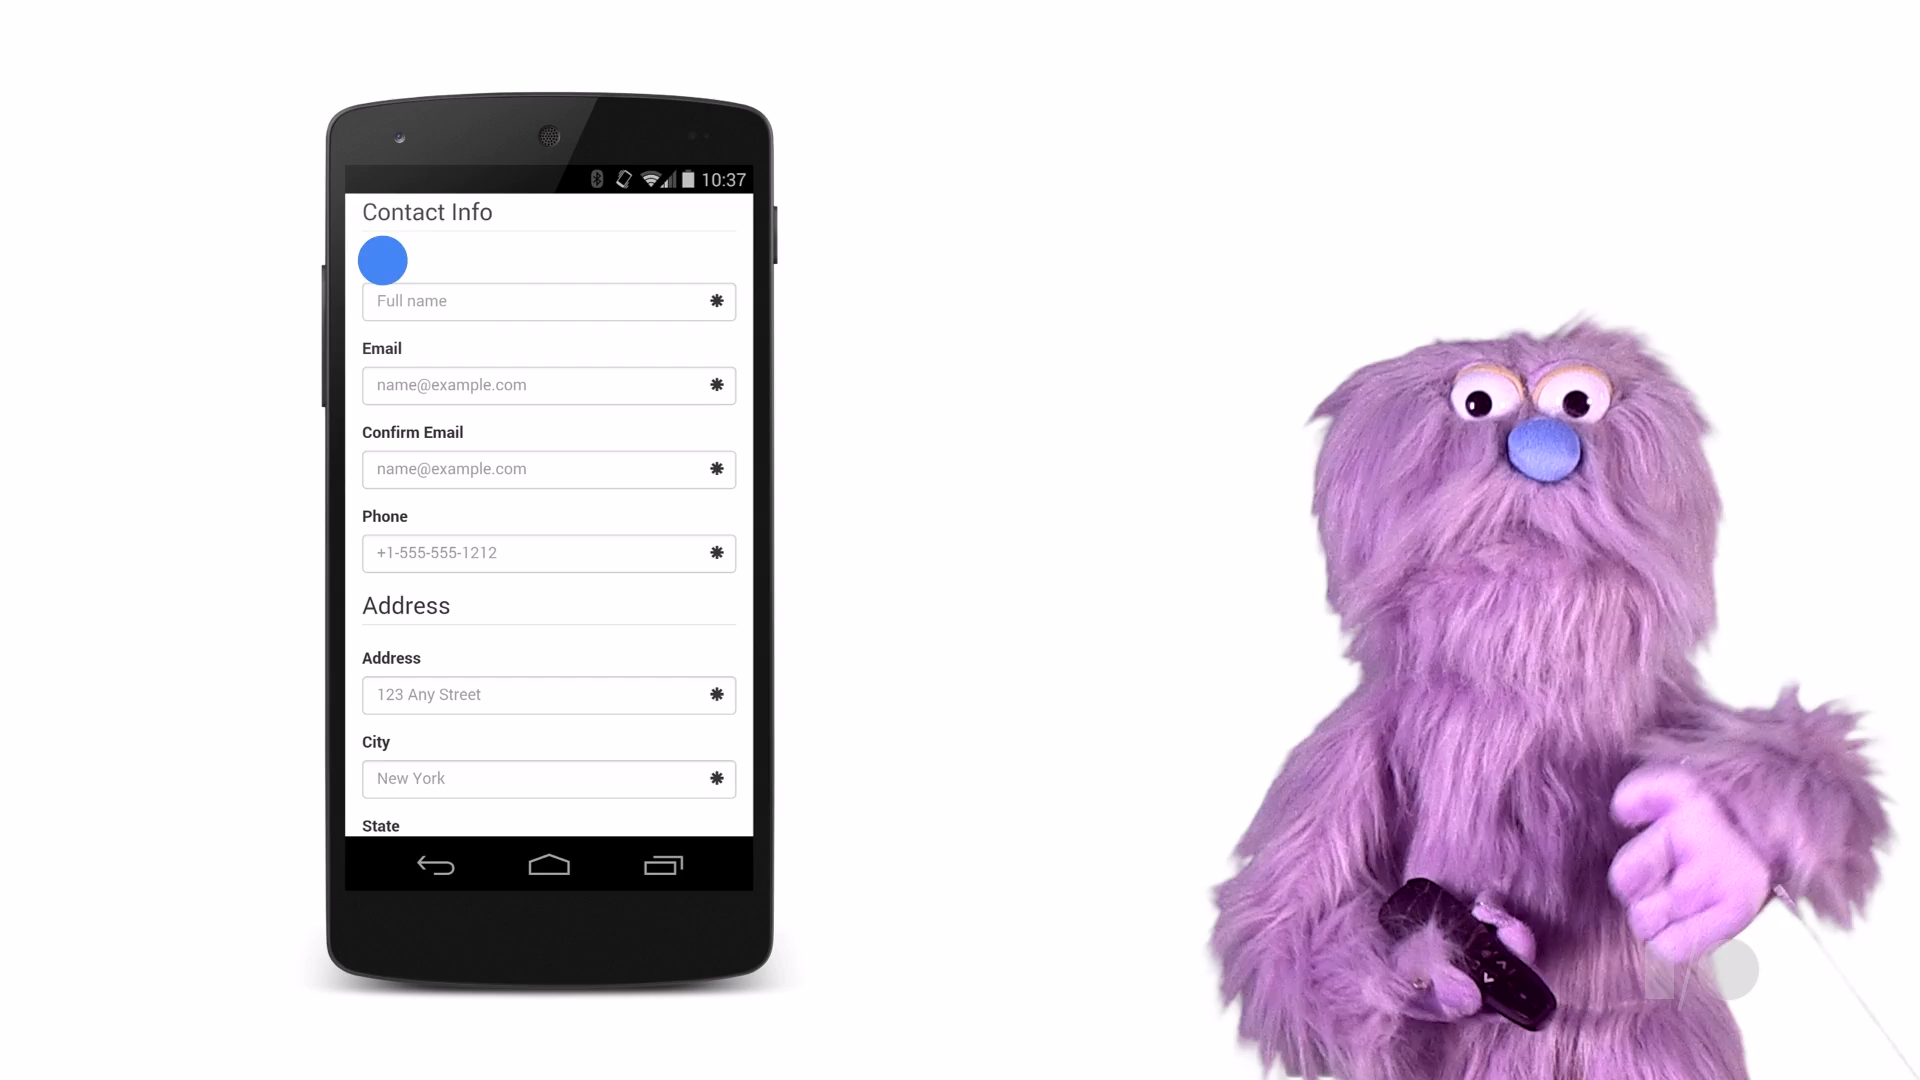 10:37
Contact Info
Full name
Email
name@example.com
Confirm Email
name@example.com
Phone
+1-555-555-1212
Address
Address
123 Any Street
City
New York
State
I/O